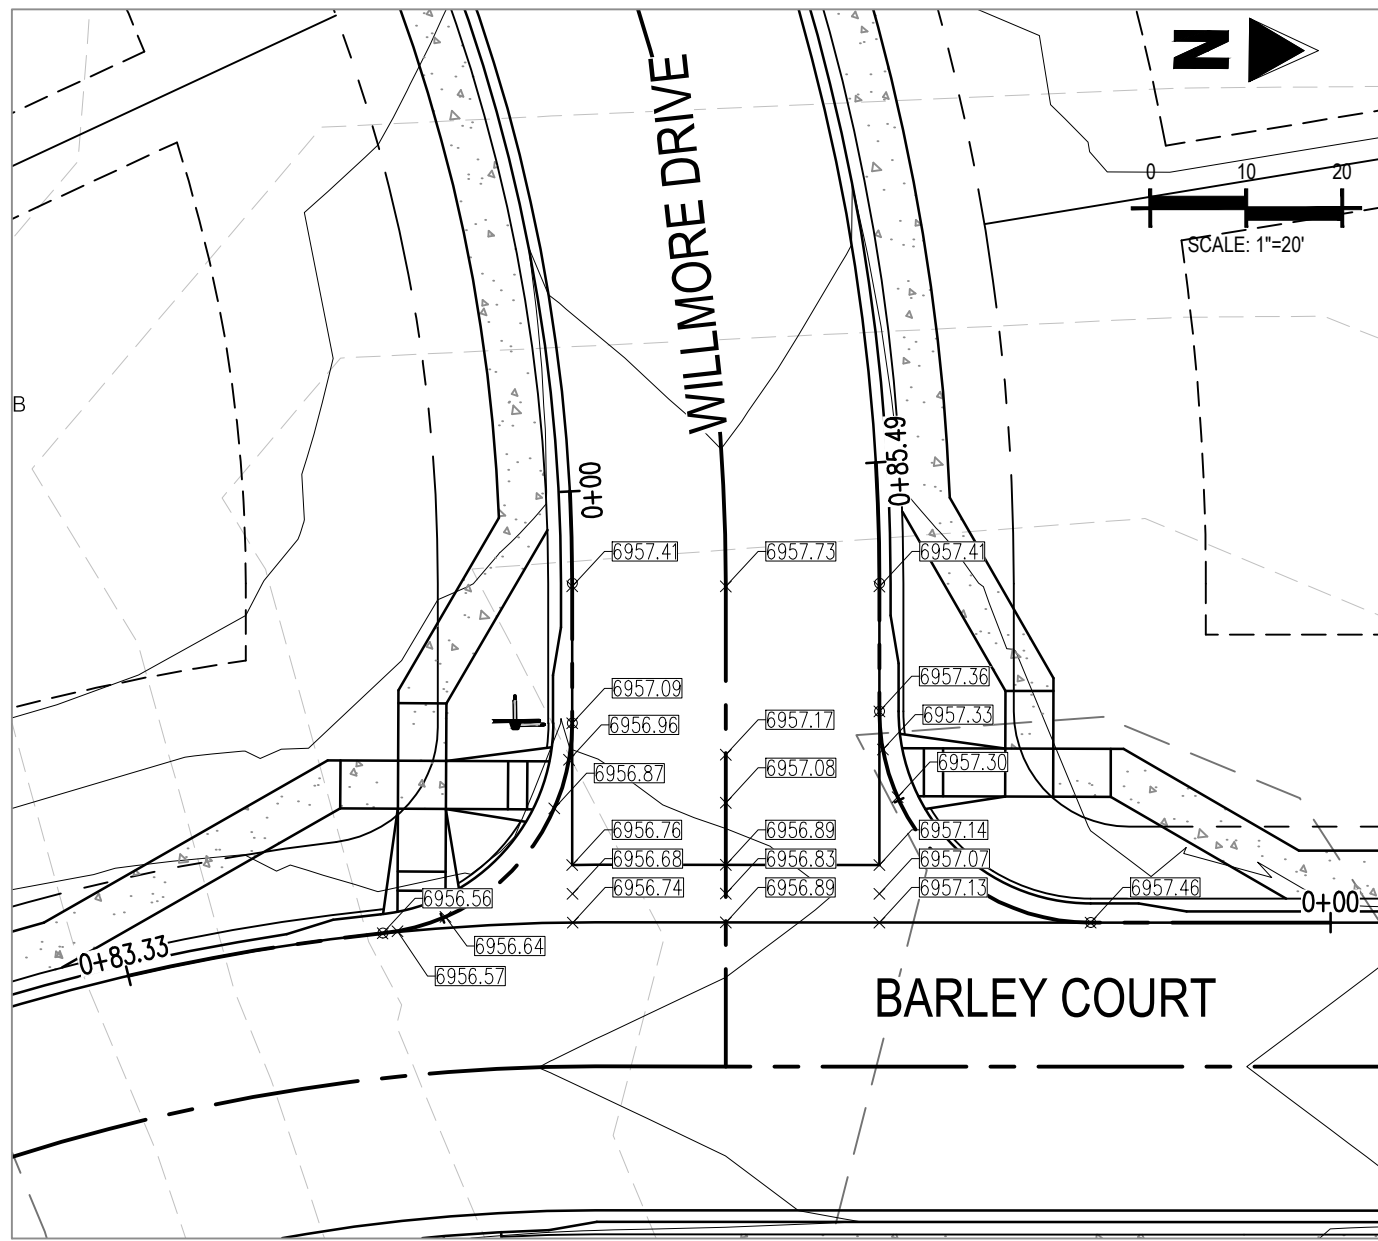 N
WILLMORE DRIVE
0 10 20
SCALE: 1"=20'
B
0+00
0+85.49
6957.41 6957.73 6957.41
6957.09 6957.36
6956.96 6957.17 6957.33
6956.87 6957.08 6957.30
6956.76 6956.89 6957.14
6956.68 6956.83 6957.07
6956.74 6956.89 6957.13 6957.46
6956.56
0+00
6956.64
0+83.33
6956.57
BARLEY COURT